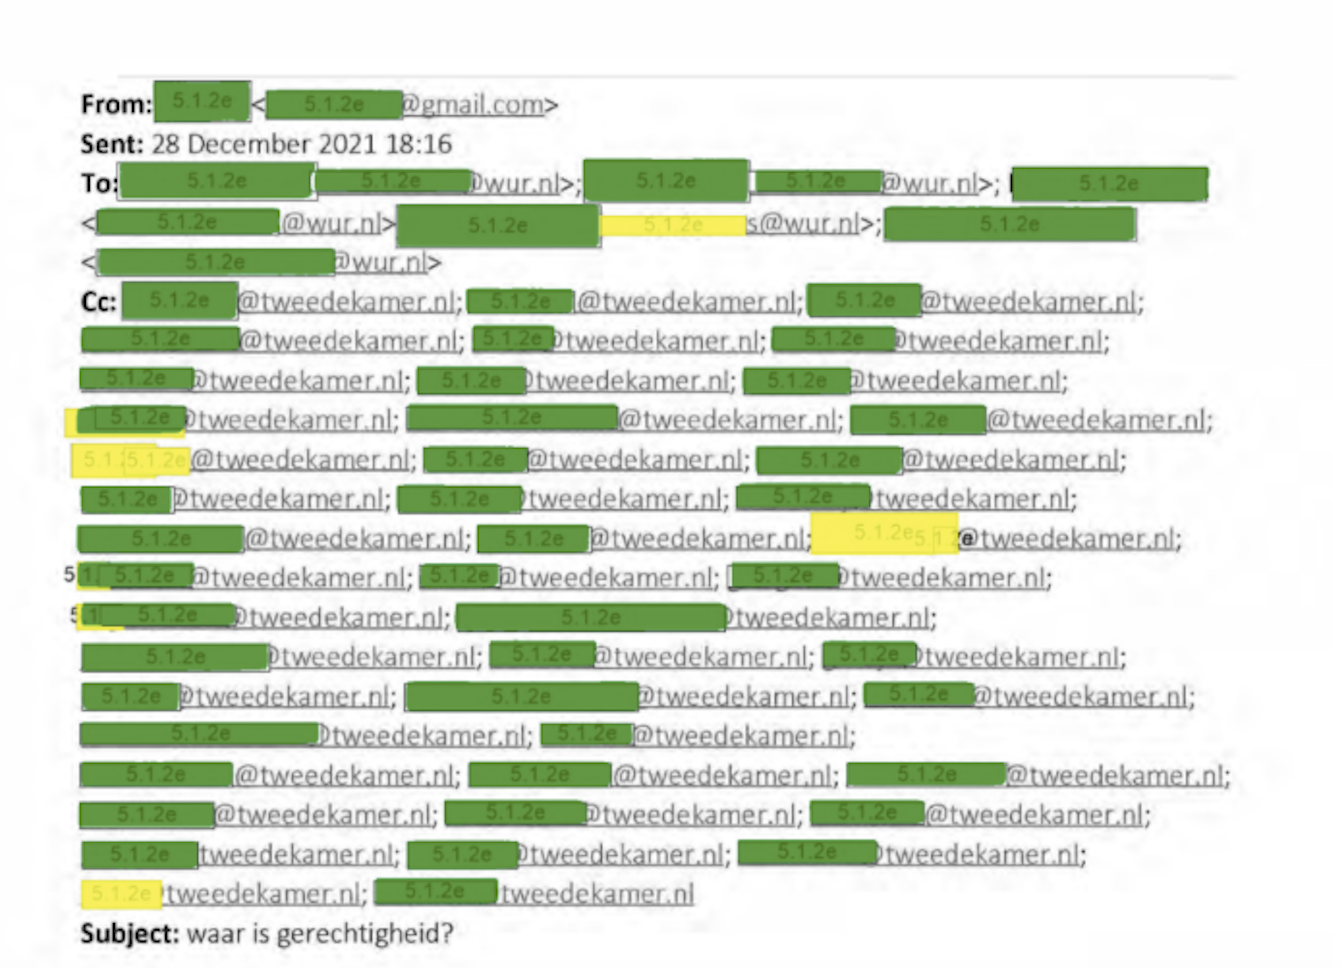 From: 5.1.2e < 5.1.2e @gmail.com>
Sent: 28 December 2021 18:16
To: 5.1.2e 5.1.2e @wur.nl>; 5.1.2e 5.1.2e @wur.nl>; 5.1.2e
< 5.1.2e @wur.nl> 5.1.2e 5.1.2e s@wur.nl>; 5.1.2e
< 5.1.2e @wur.nl>
Cc: 5.1.2e @tweedekamer.nl; 5.1.2e @tweedekamer.nl; 5.1.2e @tweedekamer.nl;
5.1.2e @tweedekamer.nl; 5.1.2e @tweedekamer.nl; 5.1.2e @tweedekamer.nl;
5.1.2e @tweedekamer.nl; 5.1.2e tweedekamer.nl; 5.1.2e @tweedekamer.nl;
5.1.2e @tweedekamer.nl; 5.1.2e @tweedekamer.nl; 5.1.2e @tweedekamer.nl;
5.1. 5.1.2e @tweedekamer.nl; 5.1.2e @tweedekamer.nl; 5.1.2e @tweedekamer.nl;
5.1.2e @tweedekamer.nl; 5.1.2e tweedekamer.nl; 5.1.2e tweedekamer.nl;
5.1.2e @tweedekamer.nl; 5.1.2e @tweedekamer.nl; 5.1.2e 5.1.2e @tweedekamer.nl;
5.1. 5.1.2e @tweedekamer.nl; 5.1.2e @tweedekamer.nl; 5.1.2e @tweedekamer.nl;
5.1 5.1.2e @tweedekamer.nl; 5.1.2e tweedekamer.nl;
5.1.2e @tweedekamer.nl; 5.1.2e @tweedekamer.nl; 5.1.2e tweedekamer.nl;
5.1.2e @tweedekamer.nl; 5.1.2e @tweedekamer.nl; 5.1.2e @tweedekamer.nl;
5.1.2e tweedekamer.nl; 5.1.2e @tweedekamer.nl;
5.1.2e @tweedekamer.nl; 5.1.2e @tweedekamer.nl; 5.1.2e @tweedekamer.nl;
5.1.2e @tweedekamer.nl; 5.1.2e @tweedekamer.nl; 5.1.2e @tweedekamer.nl;
5.1.2e tweedekamer.nl; 5.1.2e @tweedekamer.nl; 5.1.2e tweedekamer.nl;
5.1.2e tweedekamer.nl; 5.1.2e tweedekamer.nl
Subject: waar is gerechtigheid?